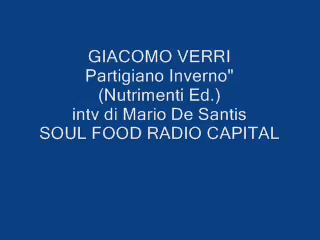 GIACOMO VERRI
Partigiano Inverno"
(Nutrimenti Ed.)
intv di Mario De Santis
SOUL FOOD RADIO CAPITAL